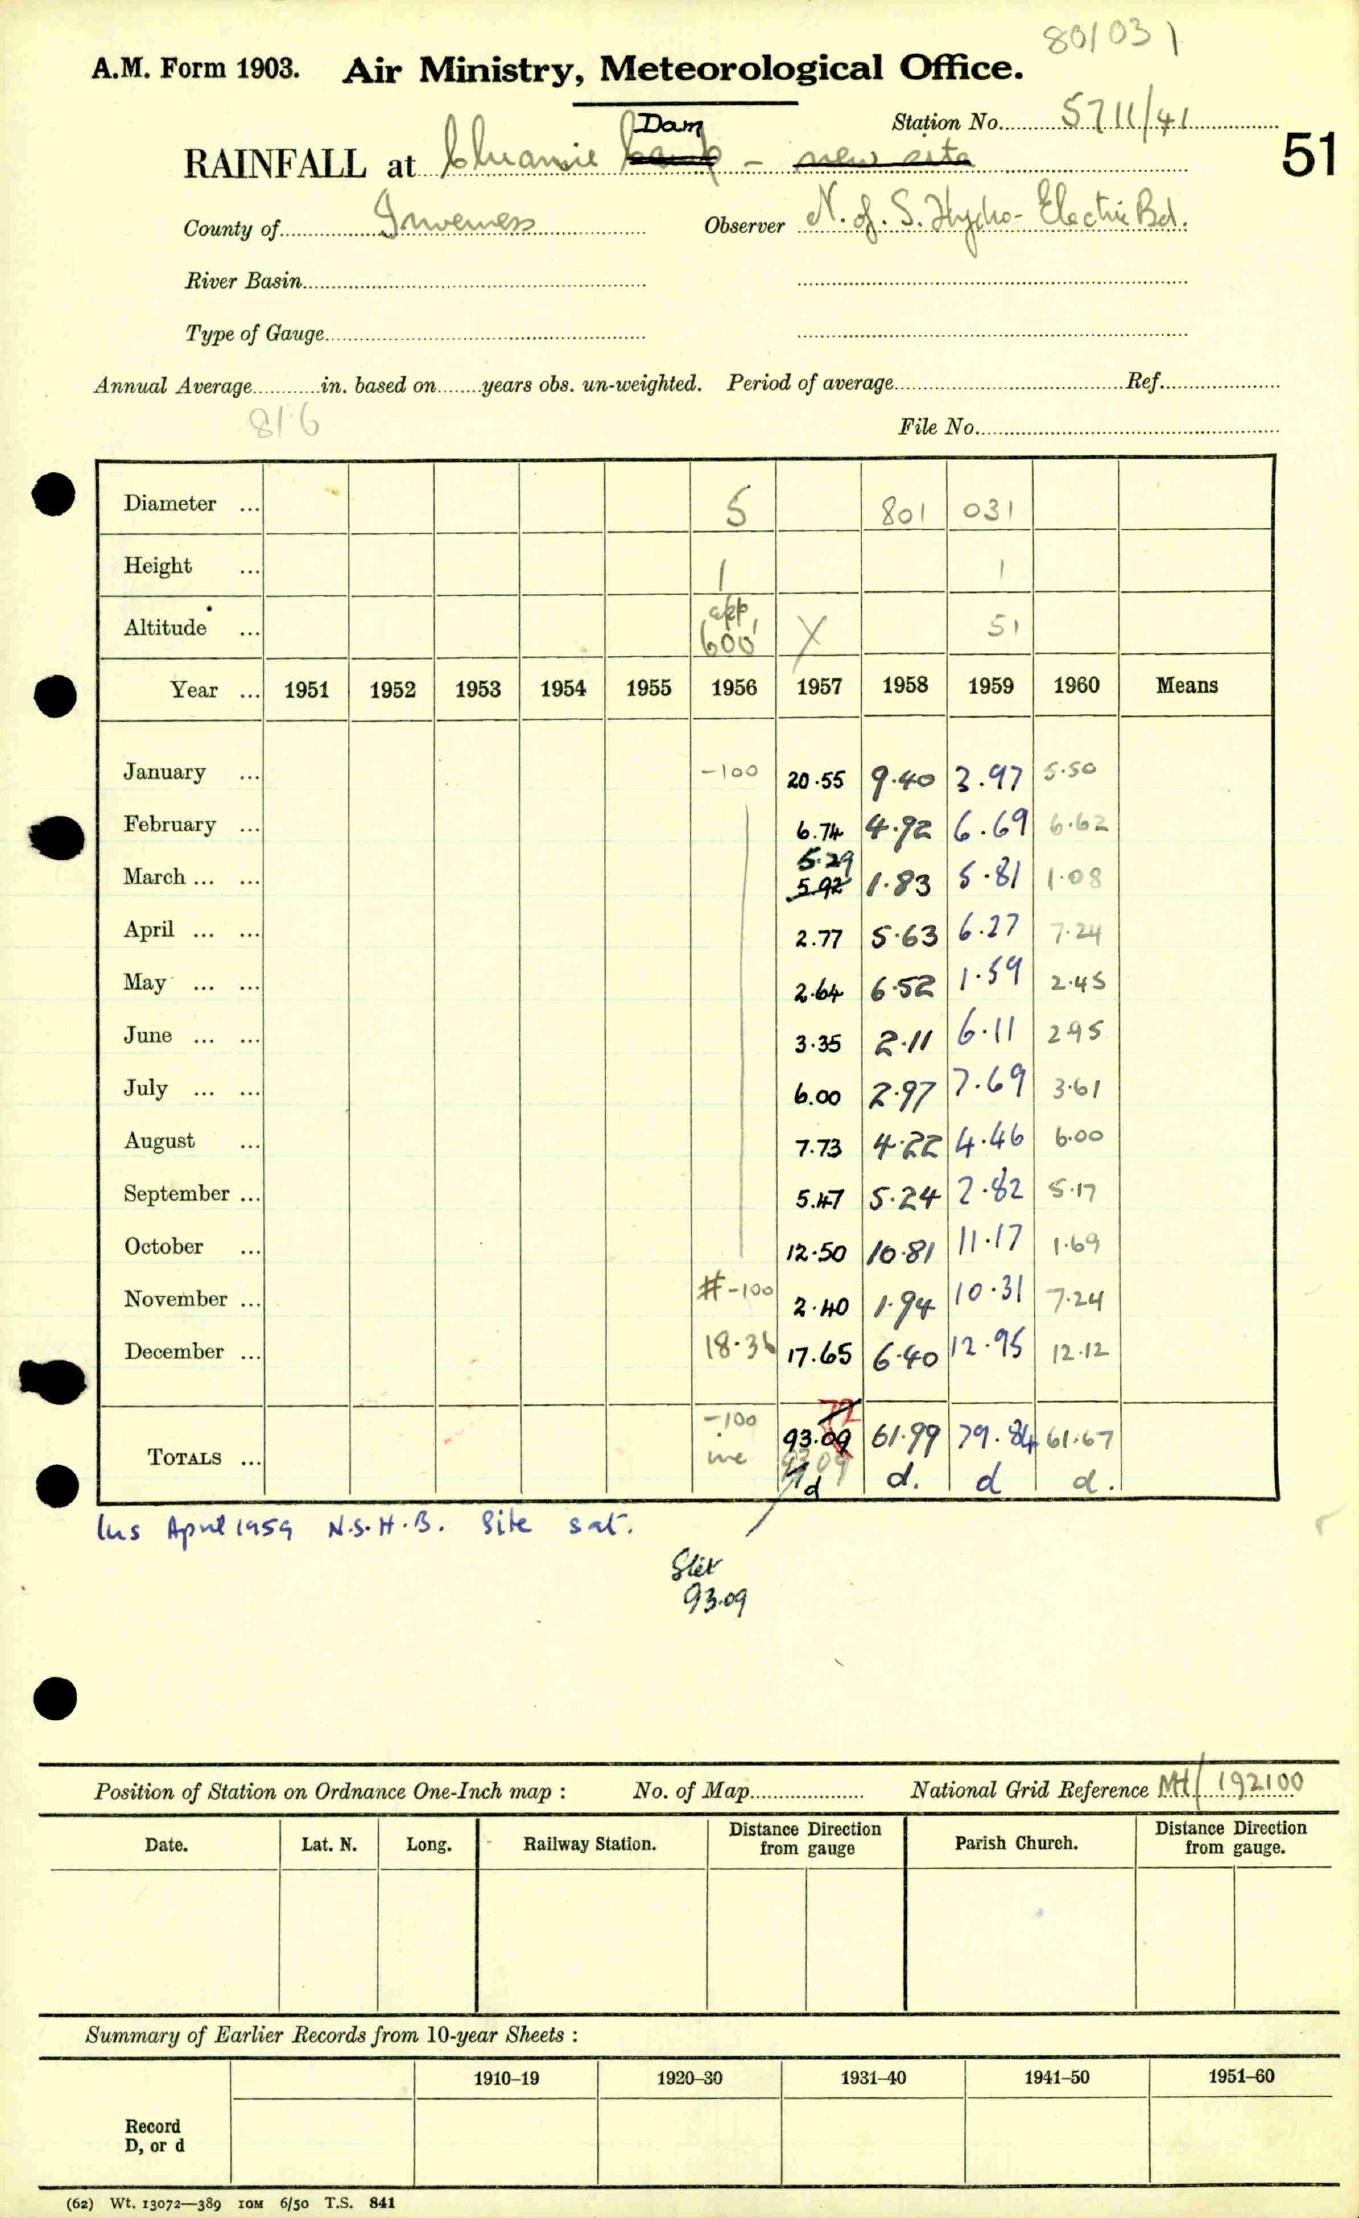 80/031
A.M. Form 1903. Air Ministry, Meteorological Office.
Station No. 5711/41
51
RAINFALL at Cluanie Dam - new site
County of Inverness Observer N. of S. Hydro-Electric Bd.
River Basin
Type of Gauge
Annual Average in. based on years obs. un-weighted. Period of average Ref.
81·6
File No.
Diameter ... 5 801 031
Height ... 1 1
Altitude ... app. 600' X 51
Year ... 1951 1952 1953 1954 1955 1956 1957 1958 1959 1960 Means
January ... -100 20·55 9·40 3·97 5·50
February ... 6.74 4·92 6·69 6·62
5·29
March ... ... 5.92 1·83 5·81 1·08
April ... ... 2.77 5·63 6·27 7·24
May ... ... 2·64 6·52 1·59 2·45
June ... ... 3·35 2·11 6·11 2·95
July ... ... 6.00 2·97 7·69 3·61
August ... 7.73 4·22 4·46 6·00
September ... 5.47 5·24 2·82 5·17
October ... 12·50 10·81 11·17 1·69
November ... #-100 2·40 1·94 10·31 7·24
December ... 18·36 17.65 6·40 12·95 12·12
72
TOTALS ... -100 93.09 61·99 79·84 61·67
inc 93 09
d d. d d.
Ins April 1959 N.S.H.B. Site sat.
93.09
Position of Station on Ordnance One-Inch map : No. of Map National Grid Reference MH/192100
Date. Lat. N. Long. Railway Station. Distance Direction from gauge Parish Church. Distance Direction from gauge.
Summary of Earlier Records from 10-year Sheets :
1910-19 1920-30 1931-40 1941-50 1951-60
Record
D, or d
(62) Wt. 13072—389 10M 6/50 T.S. 841